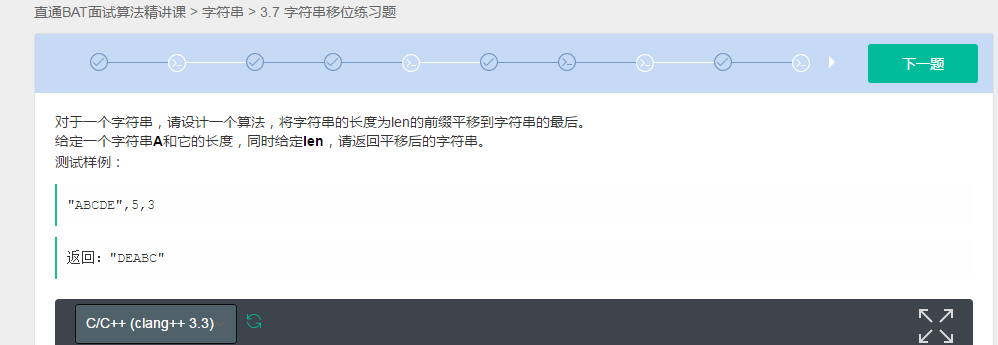 直通BAT面试算法精讲课 > 字符串 > 3.7 字符串移位练习题
下一题
对于一个字符串，请设计一个算法，将字符串的长度为len的前缀平移到字符串的最后。
给定一个字符串A和它的长度，同时给定len，请返回平移后的字符串。
测试样例：
"ABCDE",5,3
返回："DEABC"
C/C++ (clang++ 3.3)